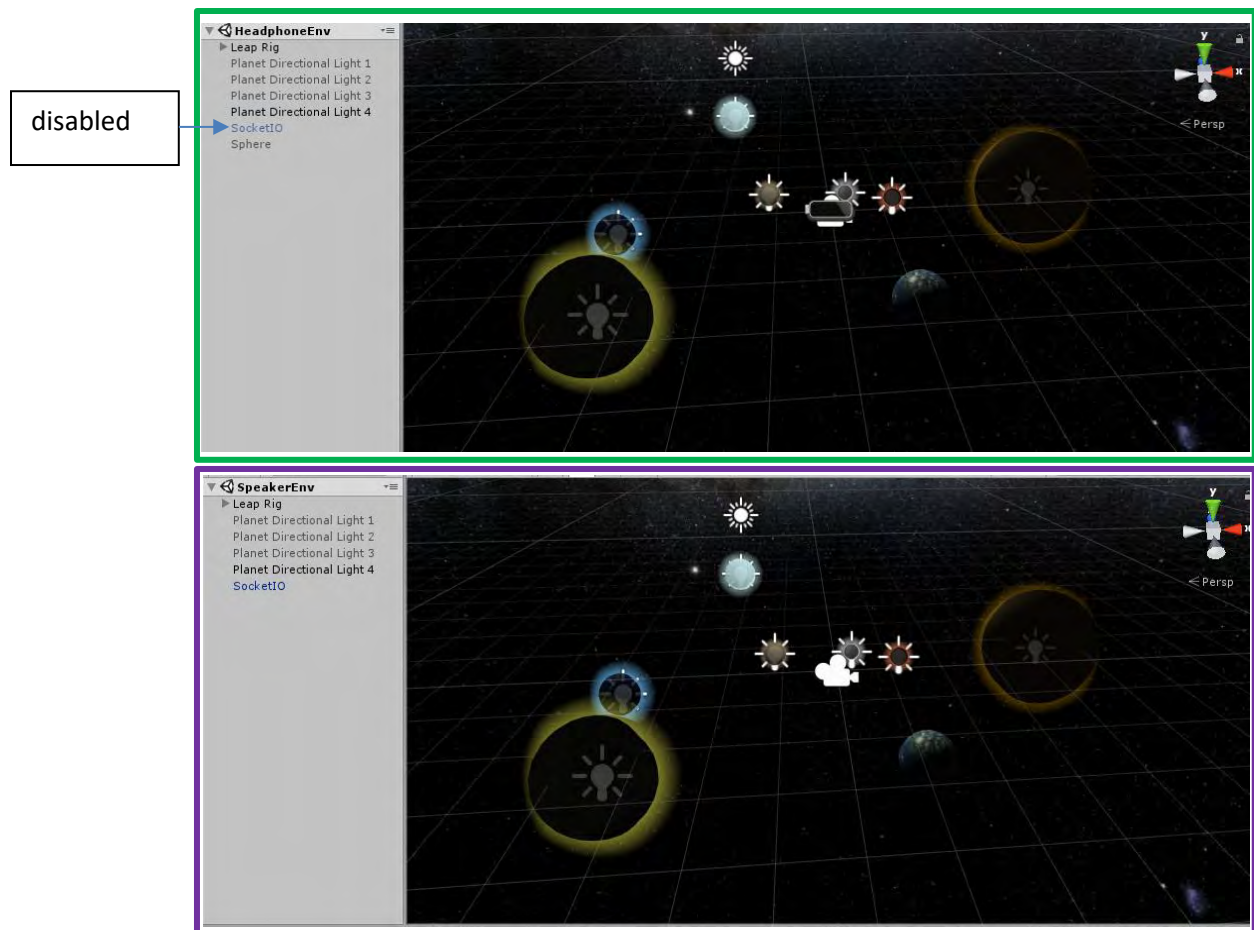 disabled
HeadphoneEnv
Leap Rig
Planet Directional Light 1
Planet Directional Light 2
Planet Directional Light 3
Planet Directional Light 4
SocketIO
Sphere
y
x
< Persp
SpeakerEnv
Leap Rig
Planet Directional Light 1
Planet Directional Light 2
Planet Directional Light 3
Planet Directional Light 4
SocketIO
y
x
< Persp